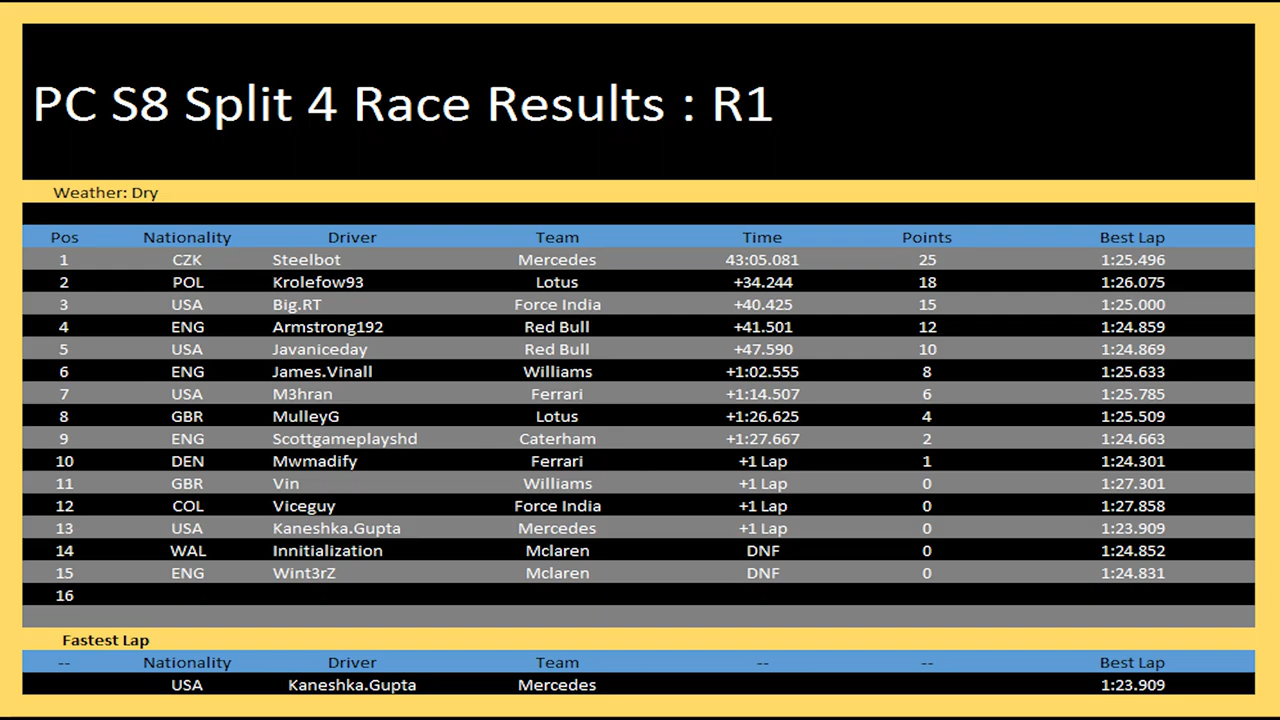 PC S8 Split 4 Race Results : R1
Weather: Dry
Pos Nationality Driver Team Time Points Best Lap
1 CZK Steelbot Mercedes 43:05.081 25 1:25.496
2 POL Krolefow93 Lotus +34.244 18 1:26.075
3 USA Big.RT Force India +40.425 15 1:25.000
4 ENG Armstrong192 Red Bull +41.501 12 1:24.859
5 USA Javaniceday Red Bull +47.590 10 1:24.869
6 ENG James.Vinall Williams +1:02.555 8 1:25.633
7 USA M3hran Ferrari +1:14.507 6 1:25.785
8 GBR MulleyG Lotus +1:26.625 4 1:25.509
9 ENG Scottgameplayshd Caterham +1:27.667 2 1:24.663
10 DEN Mwmadify Ferrari +1 Lap 1 1:24.301
11 GBR Vin Williams +1 Lap 0 1:27.301
12 COL Viceguy Force India +1 Lap 0 1:27.858
13 USA Kaneshka.Gupta Mercedes +1 Lap 0 1:23.909
14 WAL Innitialization Mclaren DNF 0 1:24.852
15 ENG Wint3rZ Mclaren DNF 0 1:24.831
16
Fastest Lap
-- Nationality Driver Team -- -- Best Lap
USA Kaneshka.Gupta Mercedes 1:23.909